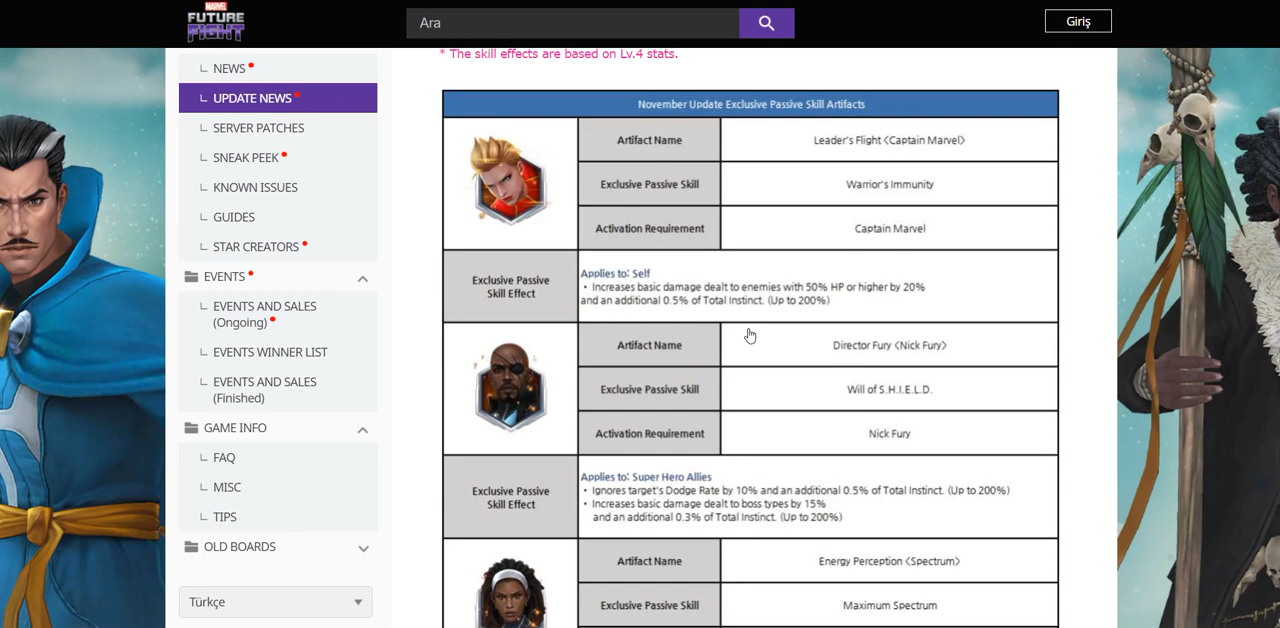 MARVEL
FUTURE
FIGHT
Ara
Giriş
NEWS
UPDATE NEWS
SERVER PATCHES
SNEAK PEEK
KNOWN ISSUES
GUIDES
STAR CREATORS
EVENTS
EVENTS AND SALES
(Ongoing)
EVENTS WINNER LIST
EVENTS AND SALES
(Finished)
GAME INFO
FAQ
MISC
TIPS
OLD BOARDS
Türkçe
* The skill effects are based on Lv.4 stats.
November Update Exclusive Passive Skill Artifacts
Artifact Name
Leader's Flight <Captain Marvel>
Exclusive Passive Skill
Warrior's Immunity
Activation Requirement
Captain Marvel
Exclusive Passive
Skill Effect
Applies to: Self
• Increases basic damage dealt to enemies with 50% HP or higher by 20%
and an additional 0.5% of Total Instinct. (Up to 200%)
Artifact Name
Director Fury <Nick Fury>
Exclusive Passive Skill
Will of S.H.I.E.L.D.
Activation Requirement
Nick Fury
Exclusive Passive
Skill Effect
Applies to: Super Hero Allies
• Ignores target's Dodge Rate by 10% and an additional 0.5% of Total Instinct. (Up to 200%)
• Increases basic damage dealt to boss types by 15%
and an additional 0.3% of Total Instinct. (Up to 200%)
Artifact Name
Energy Perception <Spectrum>
Exclusive Passive Skill
Maximum Spectrum